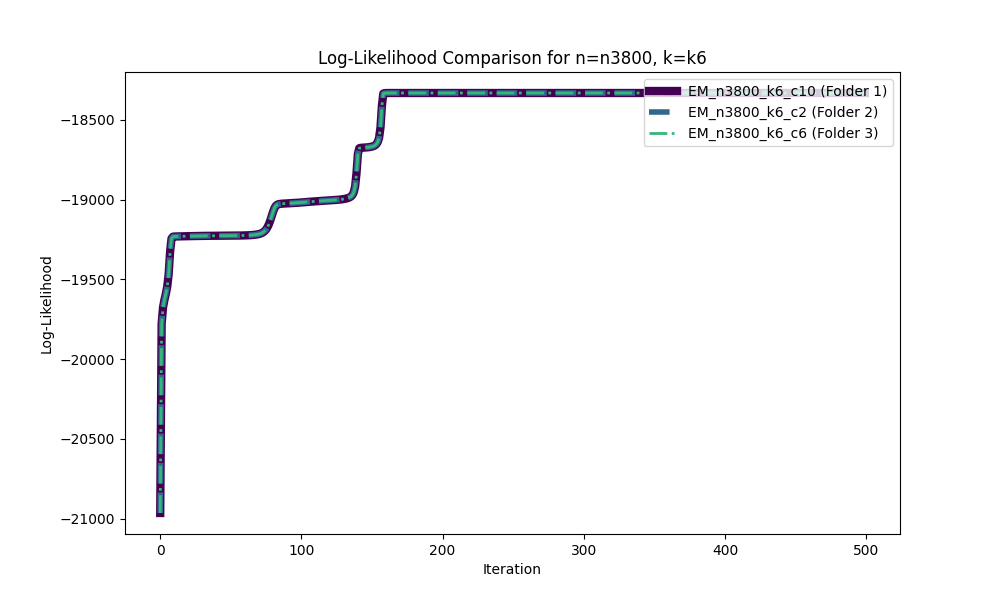 Log-Likelihood Comparison for n=n3800, k=k6
EM_n3800_k6_c10 (Folder 1)
EM_n3800_k6_c2 (Folder 2)
EM_n3800_k6_c6 (Folder 3)
Log-Likelihood
−18500
−19000
−19500
−20000
−20500
−21000
0 100 200 300 400 500
Iteration